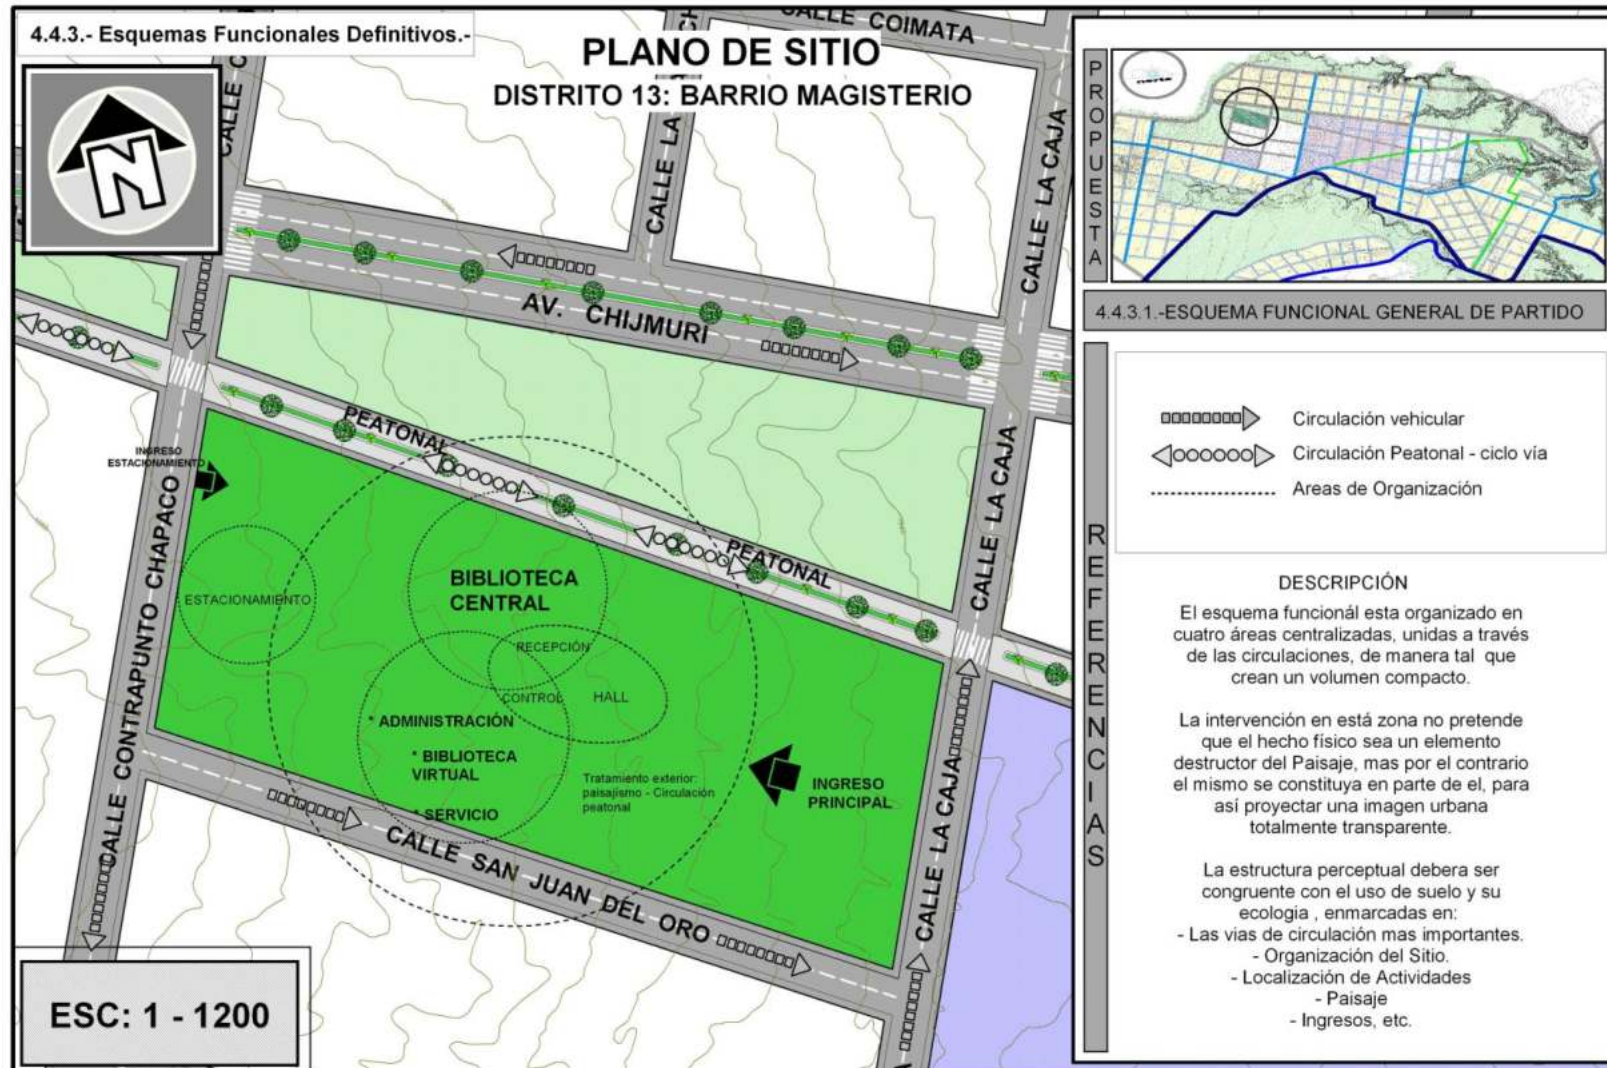 4.4.3.- Esquemas Funcionales Definitivos.-
PLANO DE SITIO
DISTRITO 13: BARRIO MAGISTERIO
N
CALLE COIMATA
CALLE
CALLE LA
CALLE LA CAJA
AV. CHIJMURI
PEATONAL
PEATONAL
CALLE LA CAJA
INGRESO
ESTACIONAMIENTO
CALLE CONTRAPUNTO CHAPACO
ESTACIONAMIENTO
BIBLIOTECA
CENTRAL
RECEPCIÓN
CONTROL
HALL
* ADMINISTRACIÓN
* BIBLIOTECA
VIRTUAL
* SERVICIO
Tratamiento exterior:
paisajismo - Circulación
peatonal
INGRESO
PRINCIPAL
CALLE LA CAJA
CALLE SAN JUAN DEL ORO
ESC: 1 - 1200
PROPUESTA
norte
4.4.3.1.-ESQUEMA FUNCIONAL GENERAL DE PARTIDO
REFERENCIAS
Circulación vehicular
Circulación Peatonal - ciclo vía
Areas de Organización
DESCRIPCIÓN
El esquema funcionál esta organizado en
cuatro áreas centralizadas, unidas a través
de las circulaciones, de manera tal que
crean un volumen compacto.
La intervención en está zona no pretende
que el hecho físico sea un elemento
destructor del Paisaje, mas por el contrario
el mismo se constituya en parte de el, para
así proyectar una imagen urbana
totalmente transparente.
La estructura perceptual debera ser
congruente con el uso de suelo y su
ecologia , enmarcadas en:
- Las vias de circulación mas importantes.
- Organización del Sitio.
- Localización de Actividades
- Paisaje
- Ingresos, etc.